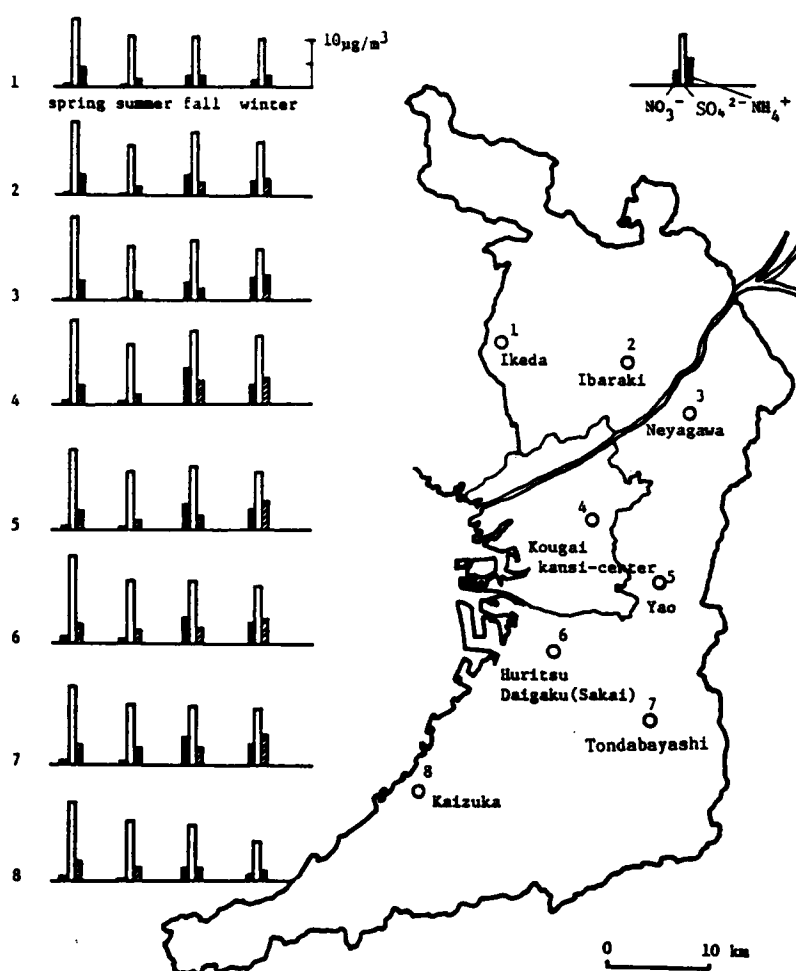 10µg/m³
1
spring summer fall winter
NO₃⁻ SO₄²⁻ NH₄⁺
2
3
4
5
6
7
8
1
Ikeda
2
Ibaraki
3
Neyagawa
4
Kougai
kansi-center
5
Yao
6
Huritsu
Daigaku(Sakai)
7
Tondabayashi
8
Kaizuka
0 10 km